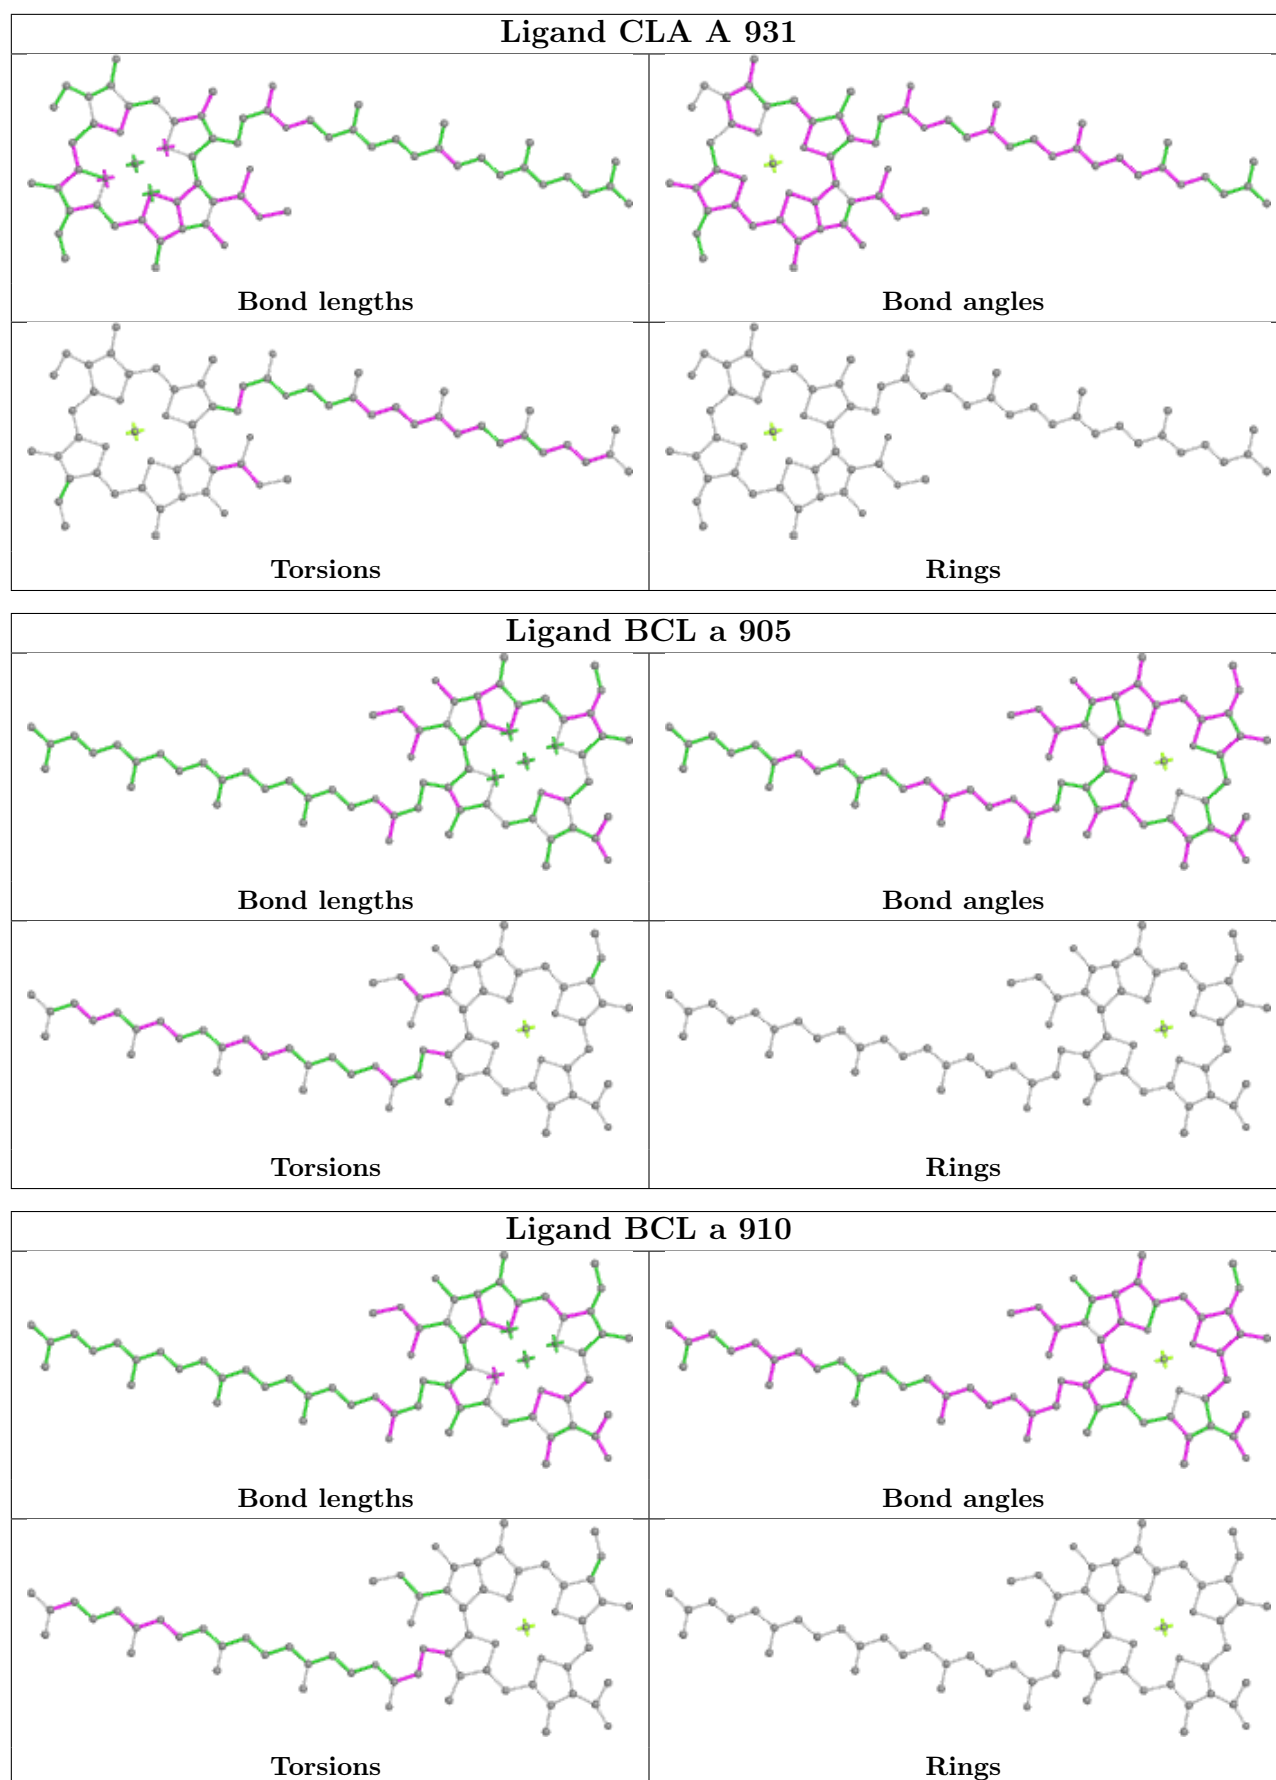 Ligand CLA A 931
Bond lengths
Bond angles
Torsions
Rings
Ligand BCL a 905
Bond lengths
Bond angles
Torsions
Rings
Ligand BCL a 910
Bond lengths
Bond angles
Torsions
Rings